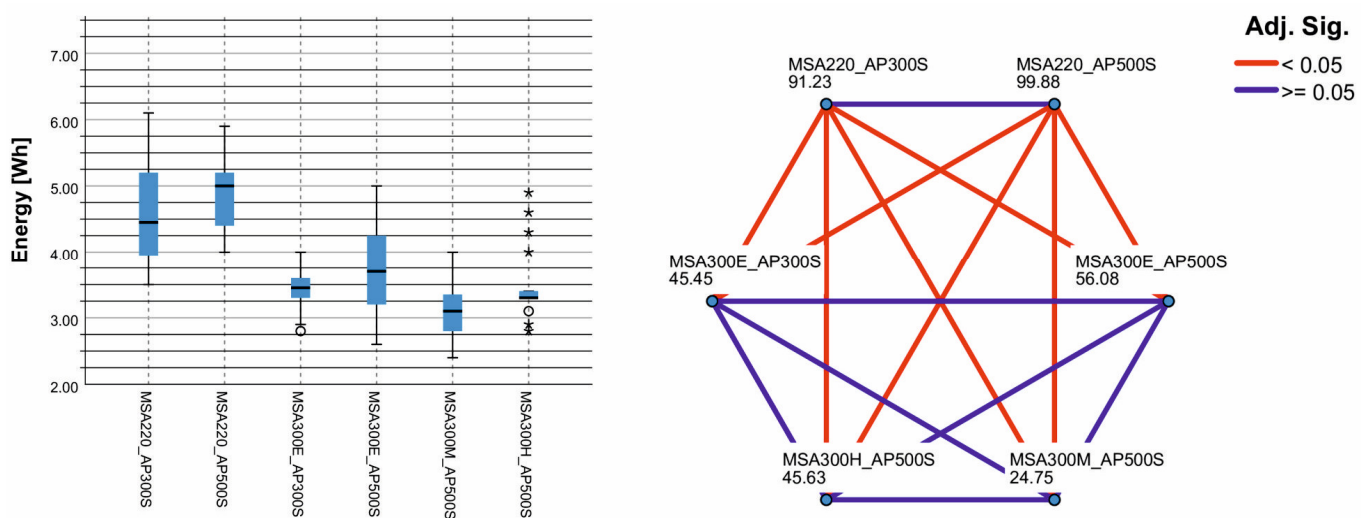 7.00
6.00
5.00
4.00
3.00
2.00
Energy [Wh]
MSA220_AP300S
MSA220_AP500S
MSA300E_AP300S
MSA300E_AP500S
MSA300M_AP500S
MSA300H_AP500S
Adj. Sig.
< 0.05
>= 0.05
MSA220_AP300S
91.23
MSA220_AP500S
99.88
MSA300E_AP300S
45.45
MSA300E_AP500S
56.08
MSA300H_AP500S
45.63
MSA300M_AP500S
24.75